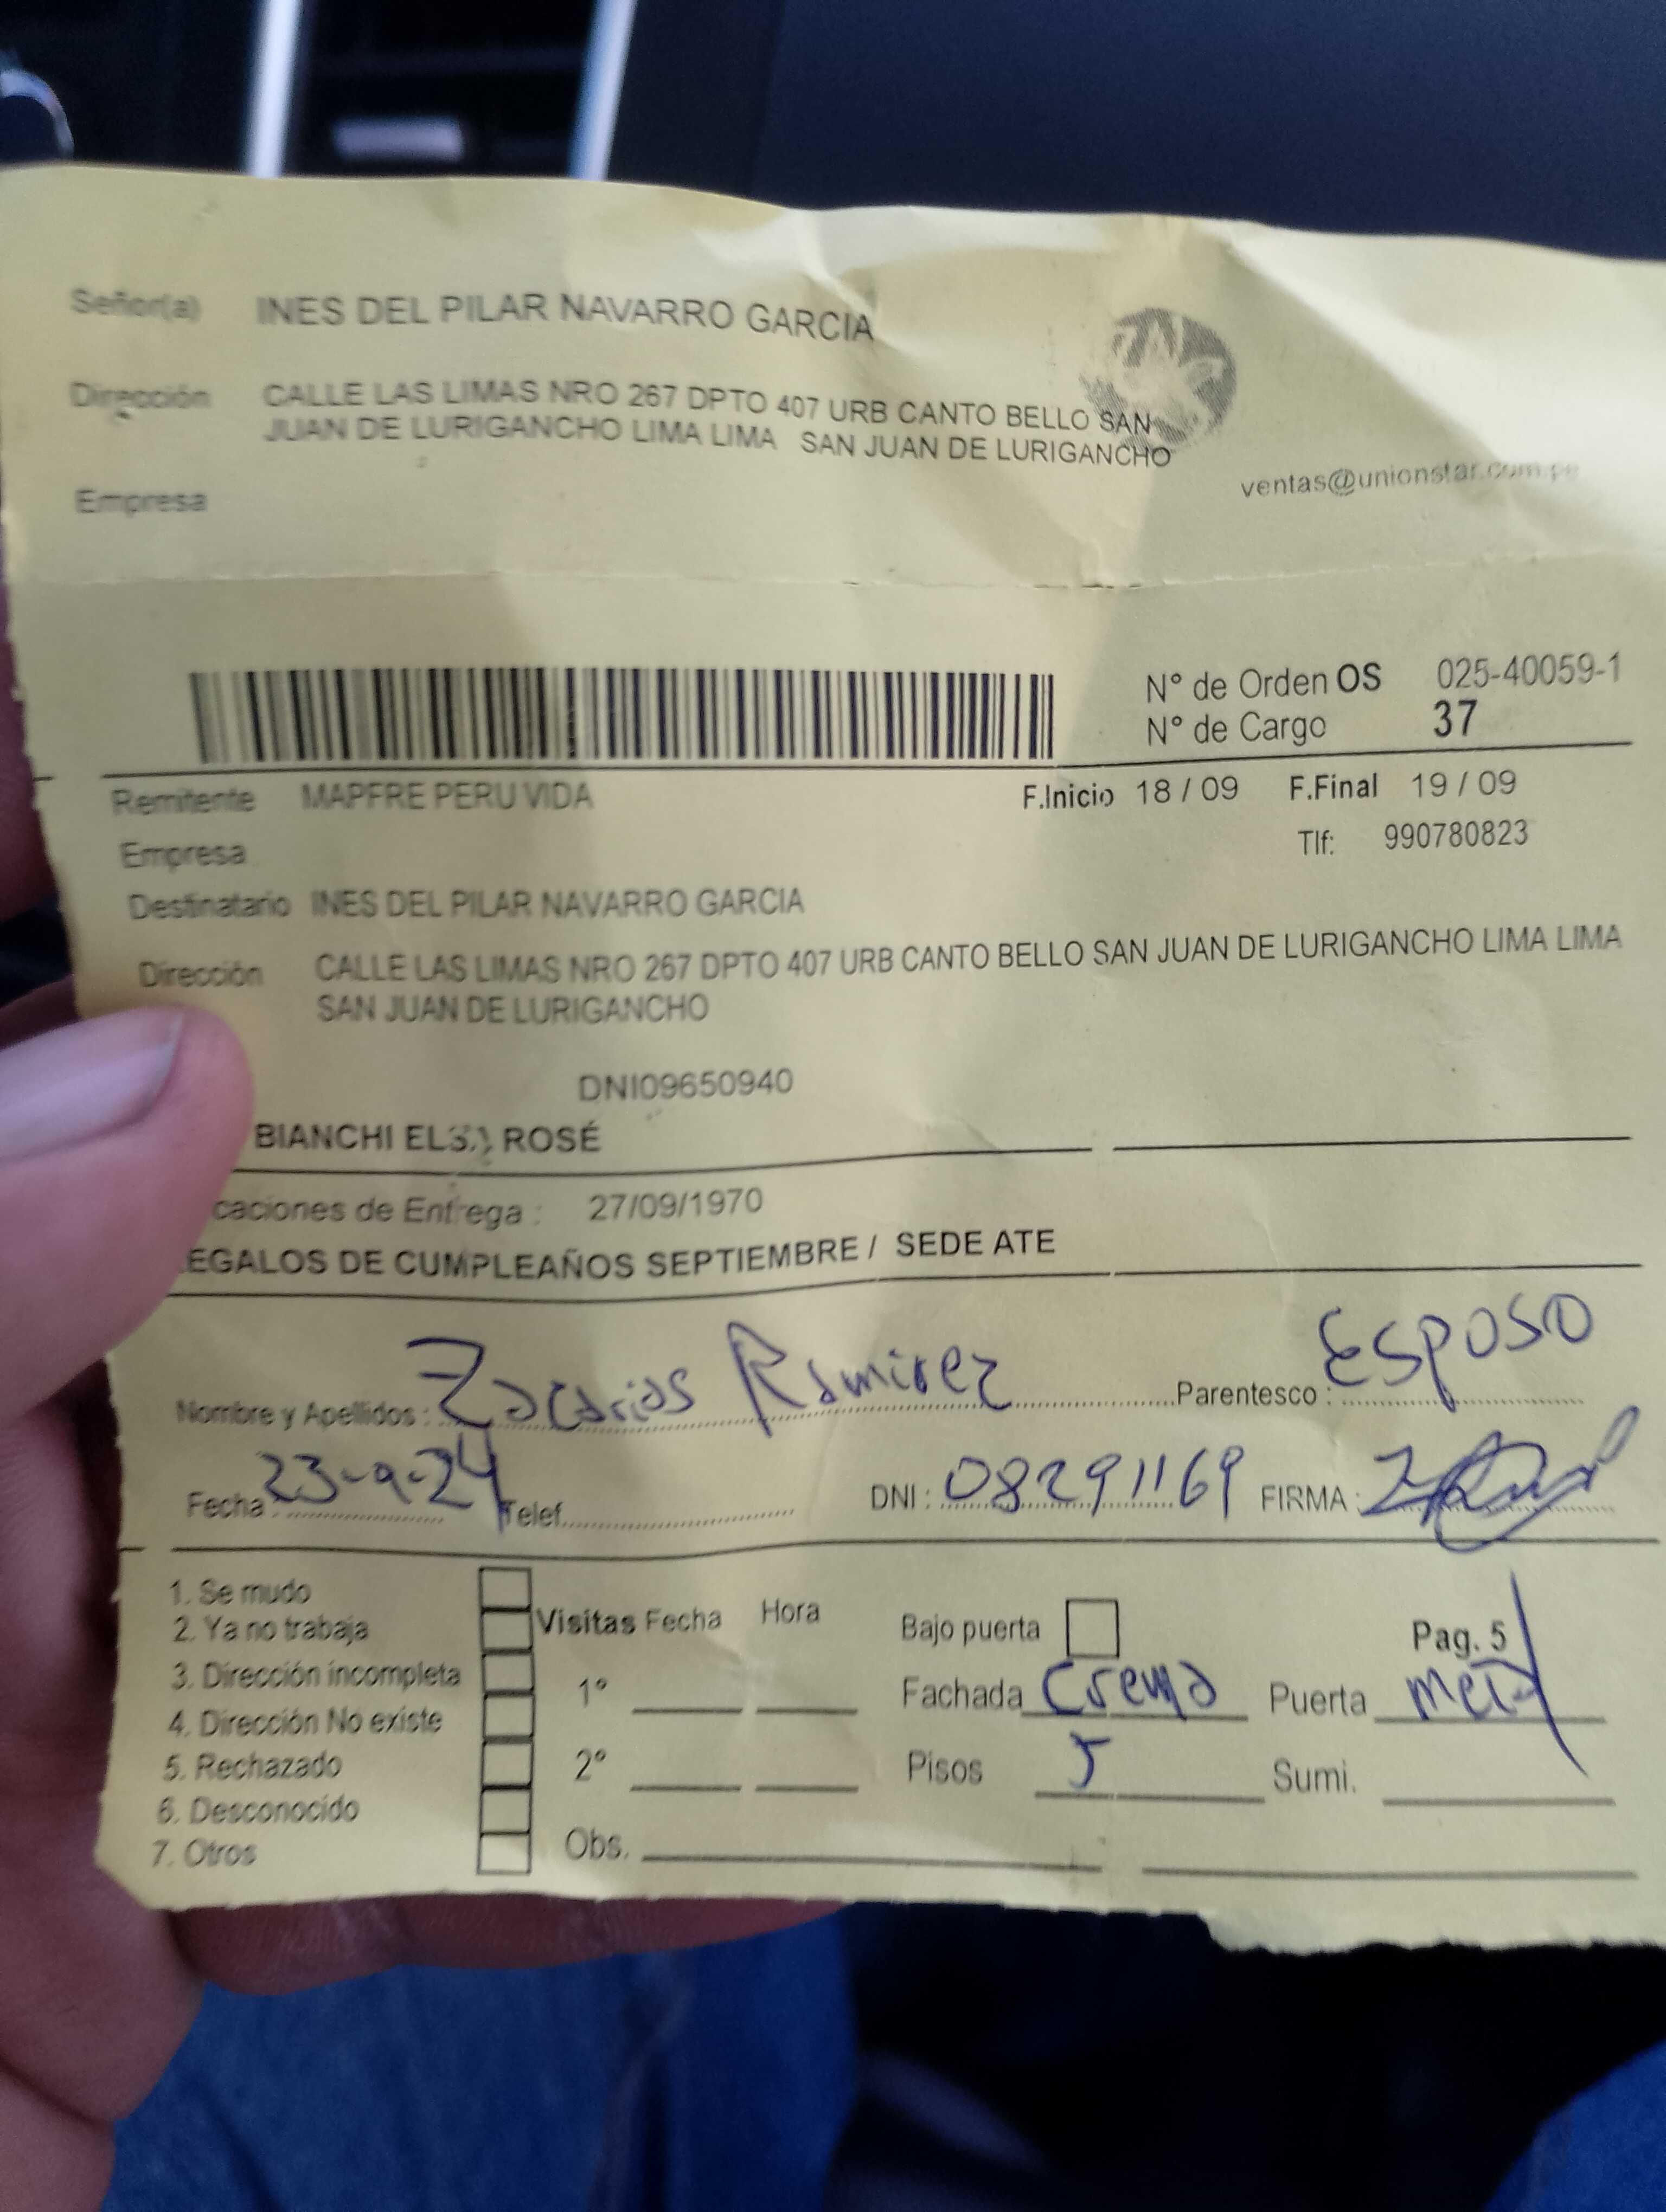 Señor(a) INES DEL PILAR NAVARRO GARCIA
Dirección CALLE LAS LIMAS NRO 267 DPTO 407 URB CANTO BELLO SAN
JUAN DE LURIGANCHO LIMA LIMA SAN JUAN DE LURIGANCHO
ventas@unionstar.com.pe
Empresa
N° de Orden OS 025-40059-1
N° de Cargo 37
Remitente MAPFRE PERU VIDA F.Inicio 18 / 09 F.Final 19 / 09
Empresa Tlf: 990780823
Destinatario INES DEL PILAR NAVARRO GARCIA
Dirección CALLE LAS LIMAS NRO 267 DPTO 407 URB CANTO BELLO SAN JUAN DE LURIGANCHO LIMA LIMA
SAN JUAN DE LURIGANCHO
DNI09650940
BIANCHI ROSÉ
caciones de Entrega : 27/09/1970
EGALOS DE CUMPLEAÑOS SEPTIEMBRE / SEDE ATE
Nombre y Apellidos : Zacarias Ramirez Parentesco : Esposo
Fecha : 23-9-24 Telef. DNI : 08291169 FIRMA :
1. Se mudo
2. Ya no trabaja Visitas Fecha Hora Bajo puerta Pag. 5
3. Dirección incompleta 1° Fachada Crema Puerta
4. Dirección No existe
5. Rechazado 2° Pisos 5 Sumi.
6. Desconocido
7. Otros Obs.